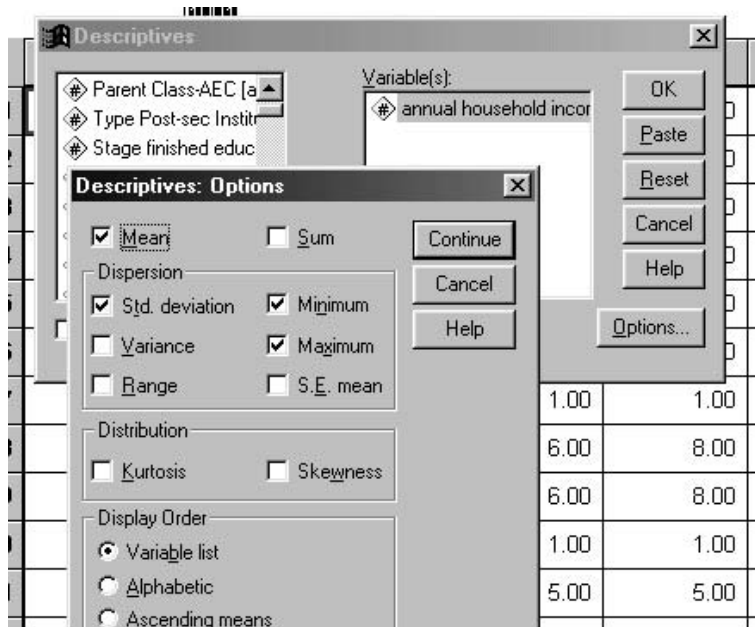 Descriptives
Parent Class-AEC [a
Type Post-sec Institu
Stage finished educ
Variable(s):
annual household incor
OK
Paste
Reset
Cancel
Help
Options...
Descriptives: Options
Mean
Sum
Continue
Cancel
Help
Dispersion
Std. deviation
Minimum
Variance
Maximum
Range
S.E. mean
Distribution
Kurtosis
Skewness
Display Order
Variable list
Alphabetic
Ascending means
1.00 1.00
6.00 8.00
6.00 8.00
1.00 1.00
5.00 5.00